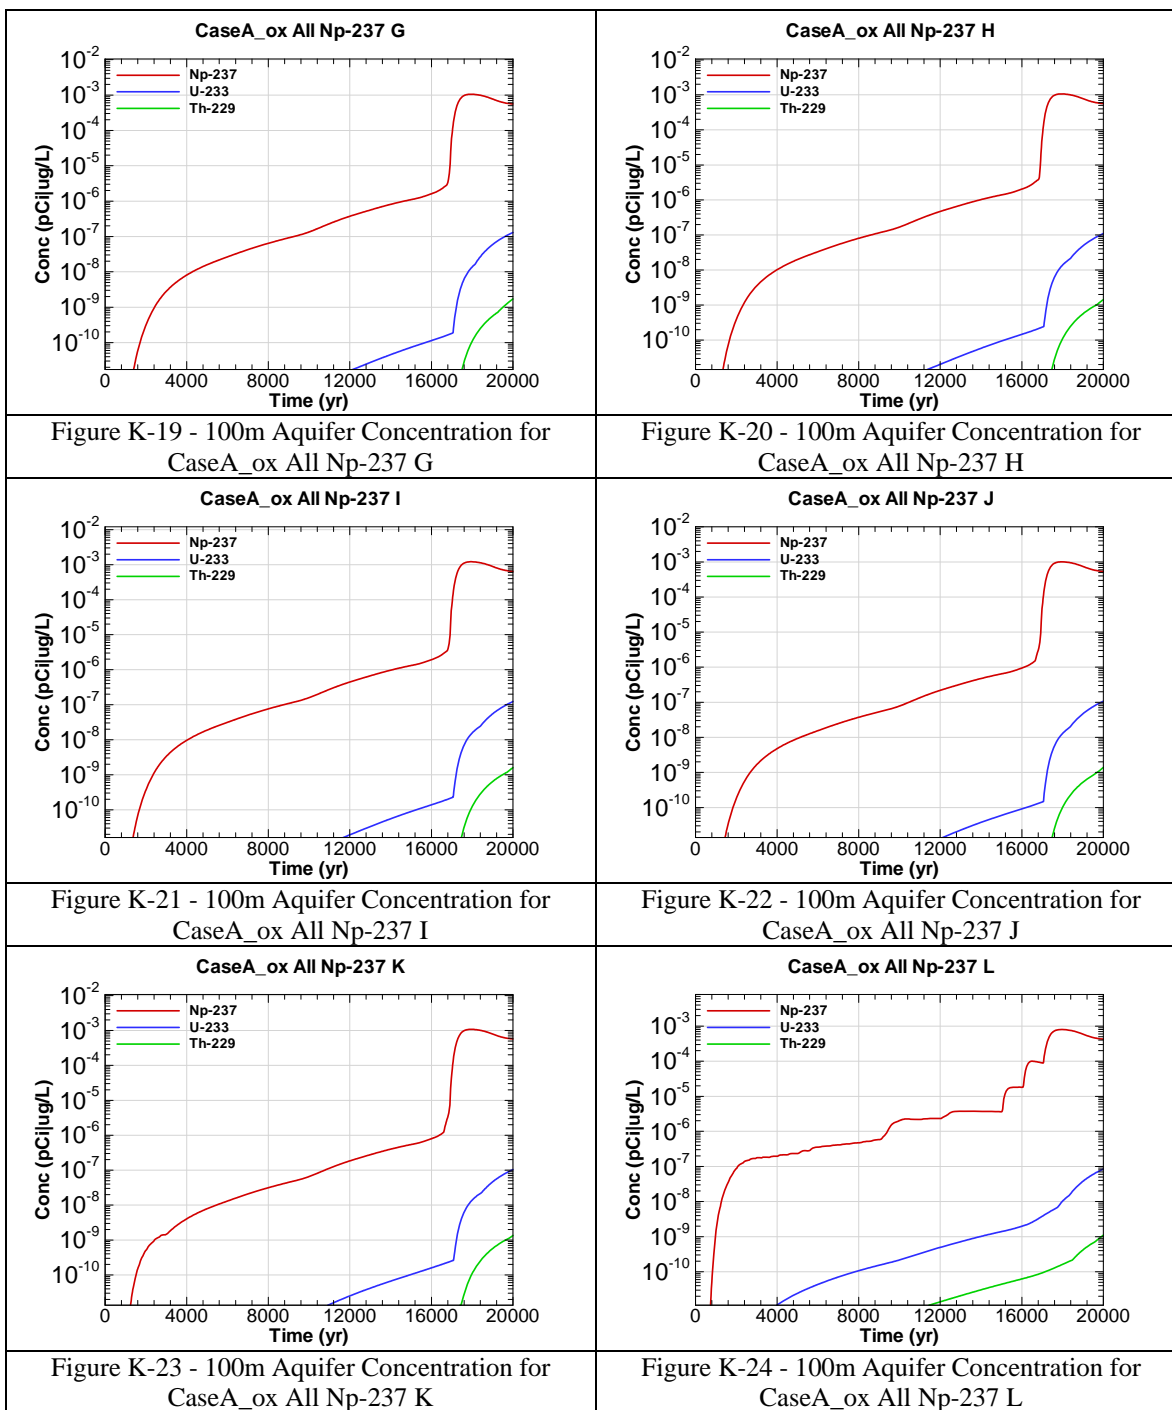 CaseA_ox All Np-237 G
Conc (pCi|ug/L)
10-2
10-3
10-4
10-5
10-6
10-7
10-8
10-9
10-10
Np-237
U-233
Th-229
0 4000 8000 12000 16000 20000
Time (yr)
Figure K-19 - 100m Aquifer Concentration for
CaseA_ox All Np-237 G
CaseA_ox All Np-237 H
Conc (pCi|ug/L)
10-2
10-3
10-4
10-5
10-6
10-7
10-8
10-9
10-10
Np-237
U-233
Th-229
0 4000 8000 12000 16000 20000
Time (yr)
Figure K-20 - 100m Aquifer Concentration for
CaseA_ox All Np-237 H
CaseA_ox All Np-237 I
Conc (pCi|ug/L)
10-2
10-3
10-4
10-5
10-6
10-7
10-8
10-9
10-10
Np-237
U-233
Th-229
0 4000 8000 12000 16000 20000
Time (yr)
Figure K-21 - 100m Aquifer Concentration for
CaseA_ox All Np-237 I
CaseA_ox All Np-237 J
Conc (pCi|ug/L)
10-2
10-3
10-4
10-5
10-6
10-7
10-8
10-9
10-10
Np-237
U-233
Th-229
0 4000 8000 12000 16000 20000
Time (yr)
Figure K-22 - 100m Aquifer Concentration for
CaseA_ox All Np-237 J
CaseA_ox All Np-237 K
Conc (pCi|ug/L)
10-2
10-3
10-4
10-5
10-6
10-7
10-8
10-9
10-10
Np-237
U-233
Th-229
0 4000 8000 12000 16000 20000
Time (yr)
Figure K-23 - 100m Aquifer Concentration for
CaseA_ox All Np-237 K
CaseA_ox All Np-237 L
Conc (pCi|ug/L)
10-3
10-4
10-5
10-6
10-7
10-8
10-9
10-10
Np-237
U-233
Th-229
0 4000 8000 12000 16000 20000
Time (yr)
Figure K-24 - 100m Aquifer Concentration for
CaseA_ox All Np-237 L